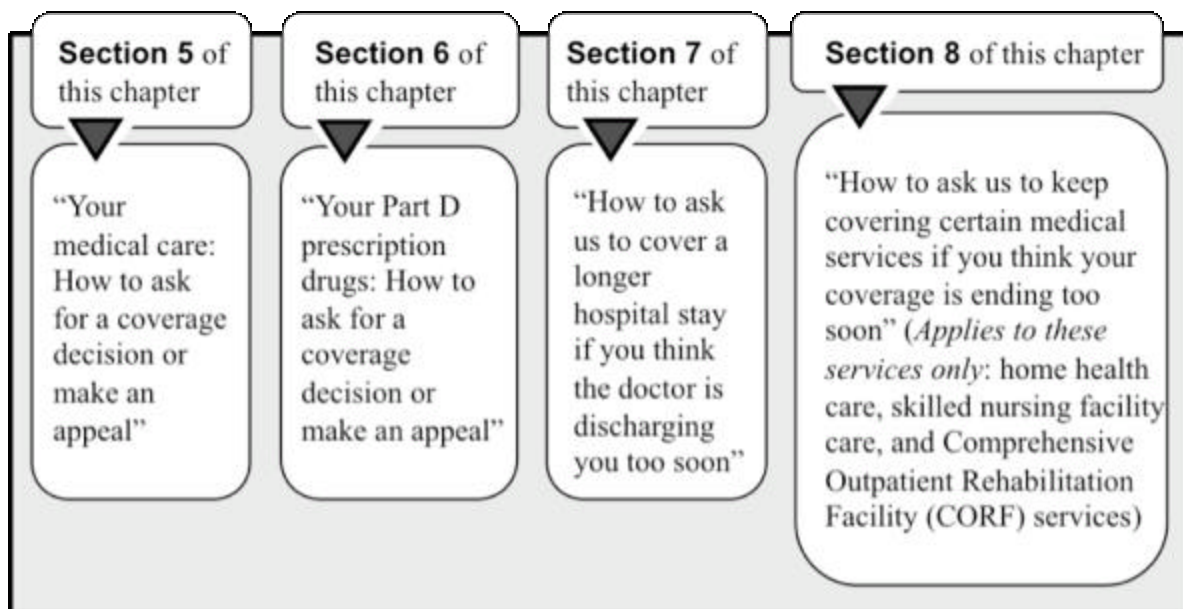 Section 5 of
this chapter
“Your
medical care:
How to ask
for a coverage
decision or
make an
appeal”
Section 6 of
this chapter
“Your Part D
prescription
drugs: How to
ask for a
coverage
decision or
make an appeal”
Section 7 of
this chapter
“How to ask
us to cover a
longer
hospital stay
if you think
the doctor is
discharging
you too soon”
Section 8 of this chapter
“How to ask us to keep
covering certain medical
services if you think your
coverage is ending too
soon” (Applies to these
services only: home health
care, skilled nursing facility
care, and Comprehensive
Outpatient Rehabilitation
Facility (CORF) services)